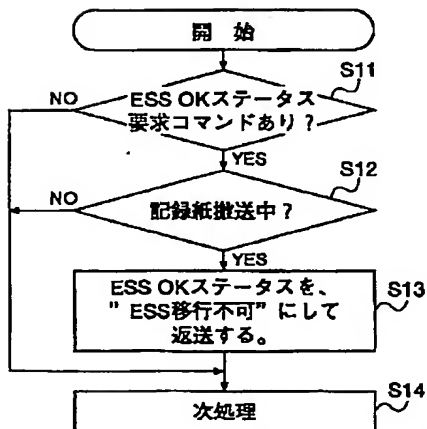 開 始
S11
NO
ESS OKステータス
要求コマンドあり？
YES
S12
NO
記録紙搬送中？
YES
ESS OKステータスを、
S13
"ESS移行不可"にして
返送する。
S14
次処理